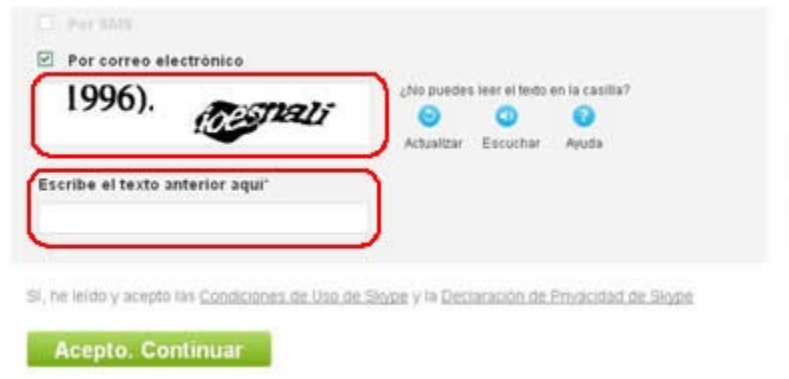 Por SMS
Por correo electrónico
1996).
¿No puedes leer el texto en la casilla?
Actualizar Escuchar Ayuda
Escribe el texto anterior aquí*
Sí, he leído y acepto las Condiciones de Uso de Skype y la Declaración de Privacidad de Skype
Acepto. Continuar